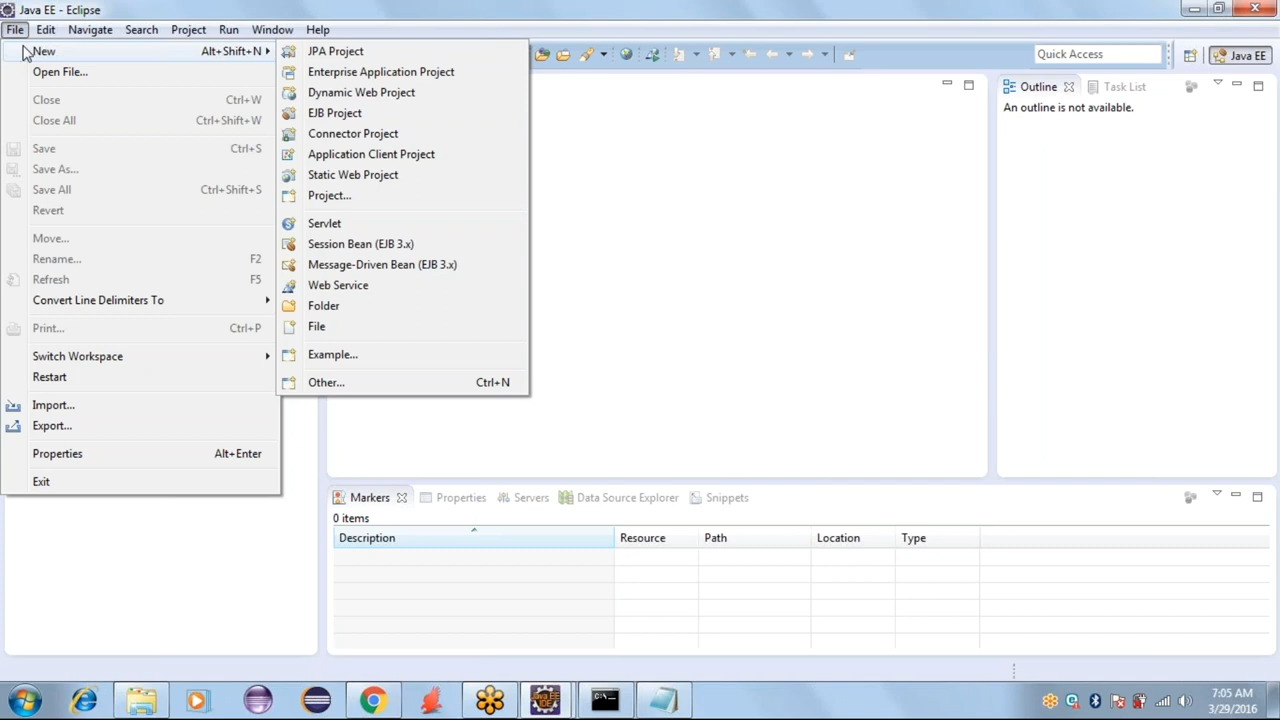 Java EE - Eclipse
File Edit Navigate Search Project Run Window Help
New Alt+Shift+N
Open File...
Close Ctrl+W
Close All Ctrl+Shift+W
Save Ctrl+S
Save As...
Save All Ctrl+Shift+S
Revert
Move...
Rename... F2
Refresh F5
Convert Line Delimiters To
Print... Ctrl+P
Switch Workspace
Restart
Import...
Export...
Properties Alt+Enter
Exit
JPA Project
Enterprise Application Project
Dynamic Web Project
EJB Project
Connector Project
Application Client Project
Static Web Project
Project...
Servlet
Session Bean (EJB 3.x)
Message-Driven Bean (EJB 3.x)
Web Service
Folder
File
Example...
Other... Ctrl+N
Quick Access
Java EE
Outline Task List
An outline is not available.
Markers Properties Servers Data Source Explorer Snippets
0 items
Description Resource Path Location Type
Java EE
IDE
C:\.
7:05 AM
3/29/2016